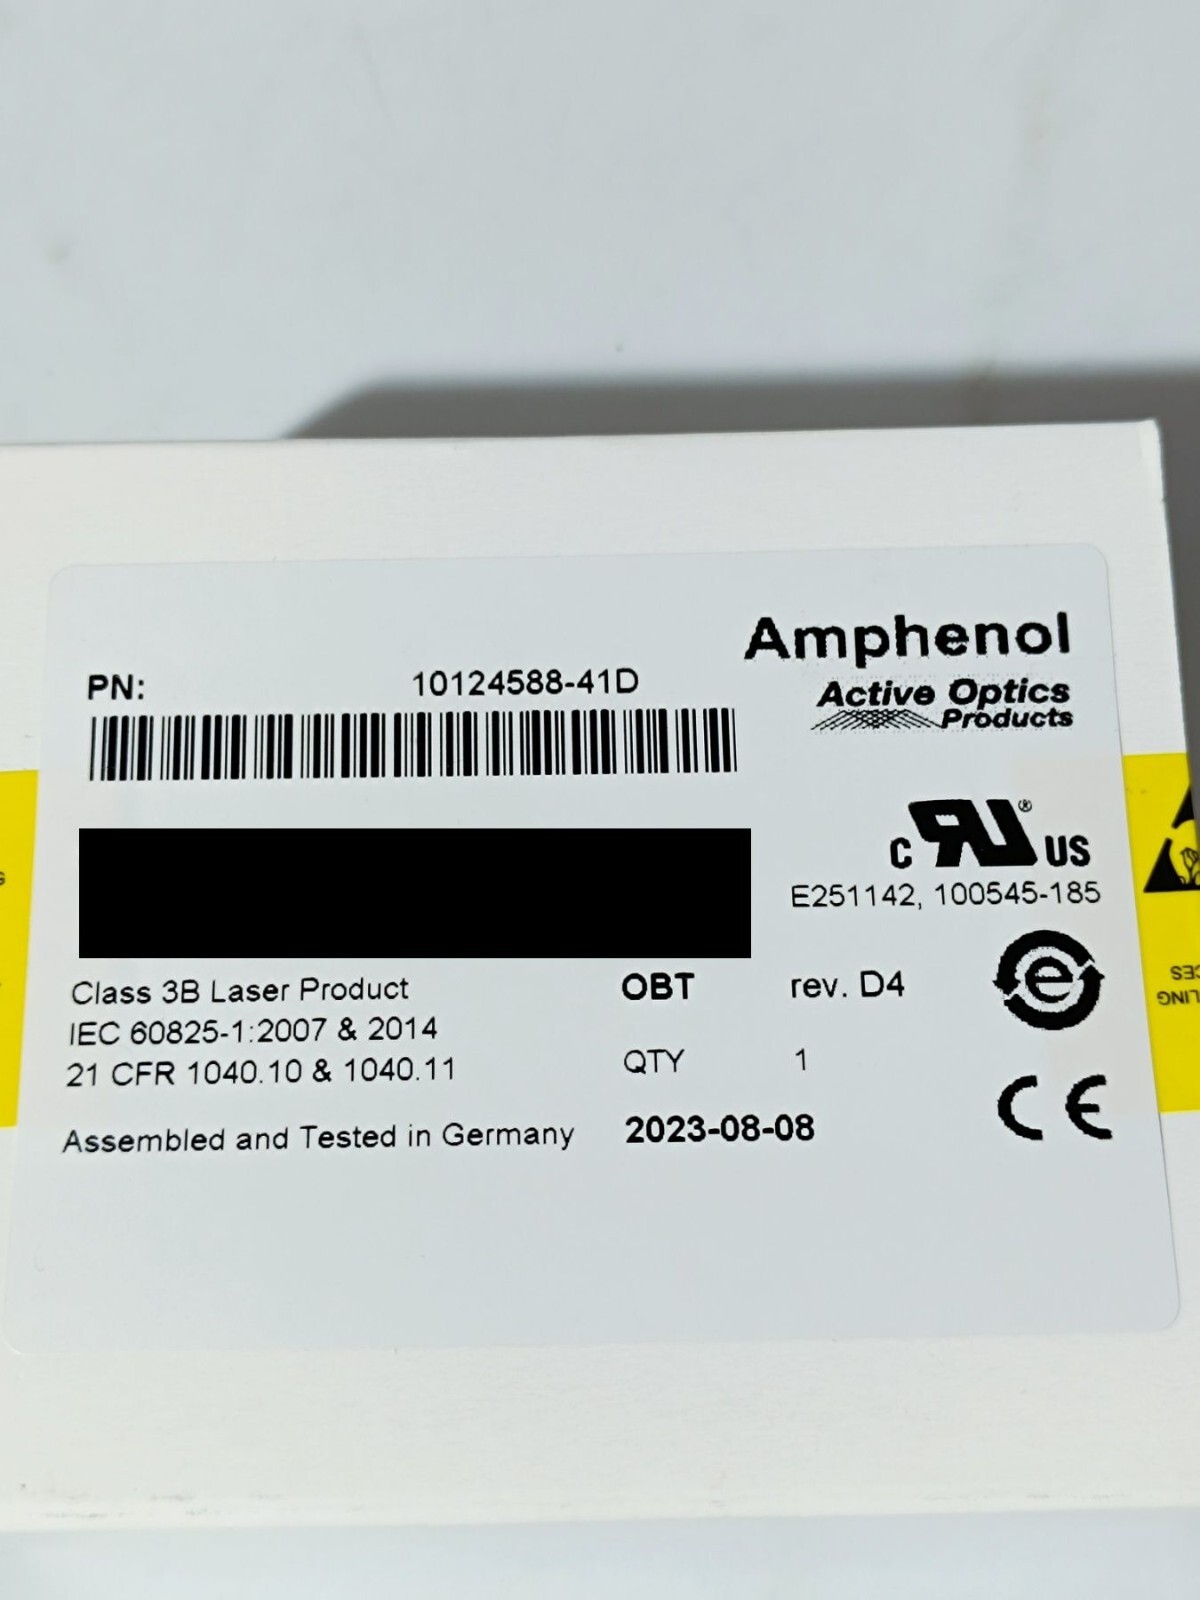 Amphenol
Active Optics
Products
PN: 10124588-41D
c RU ® US
E251142, 100545-185
Class 3B Laser Product
IEC 60825-1:2007 & 2014
21 CFR 1040.10 & 1040.11
OBT rev. D4
QTY 1
e
CE
Assembled and Tested in Germany
2023-08-08